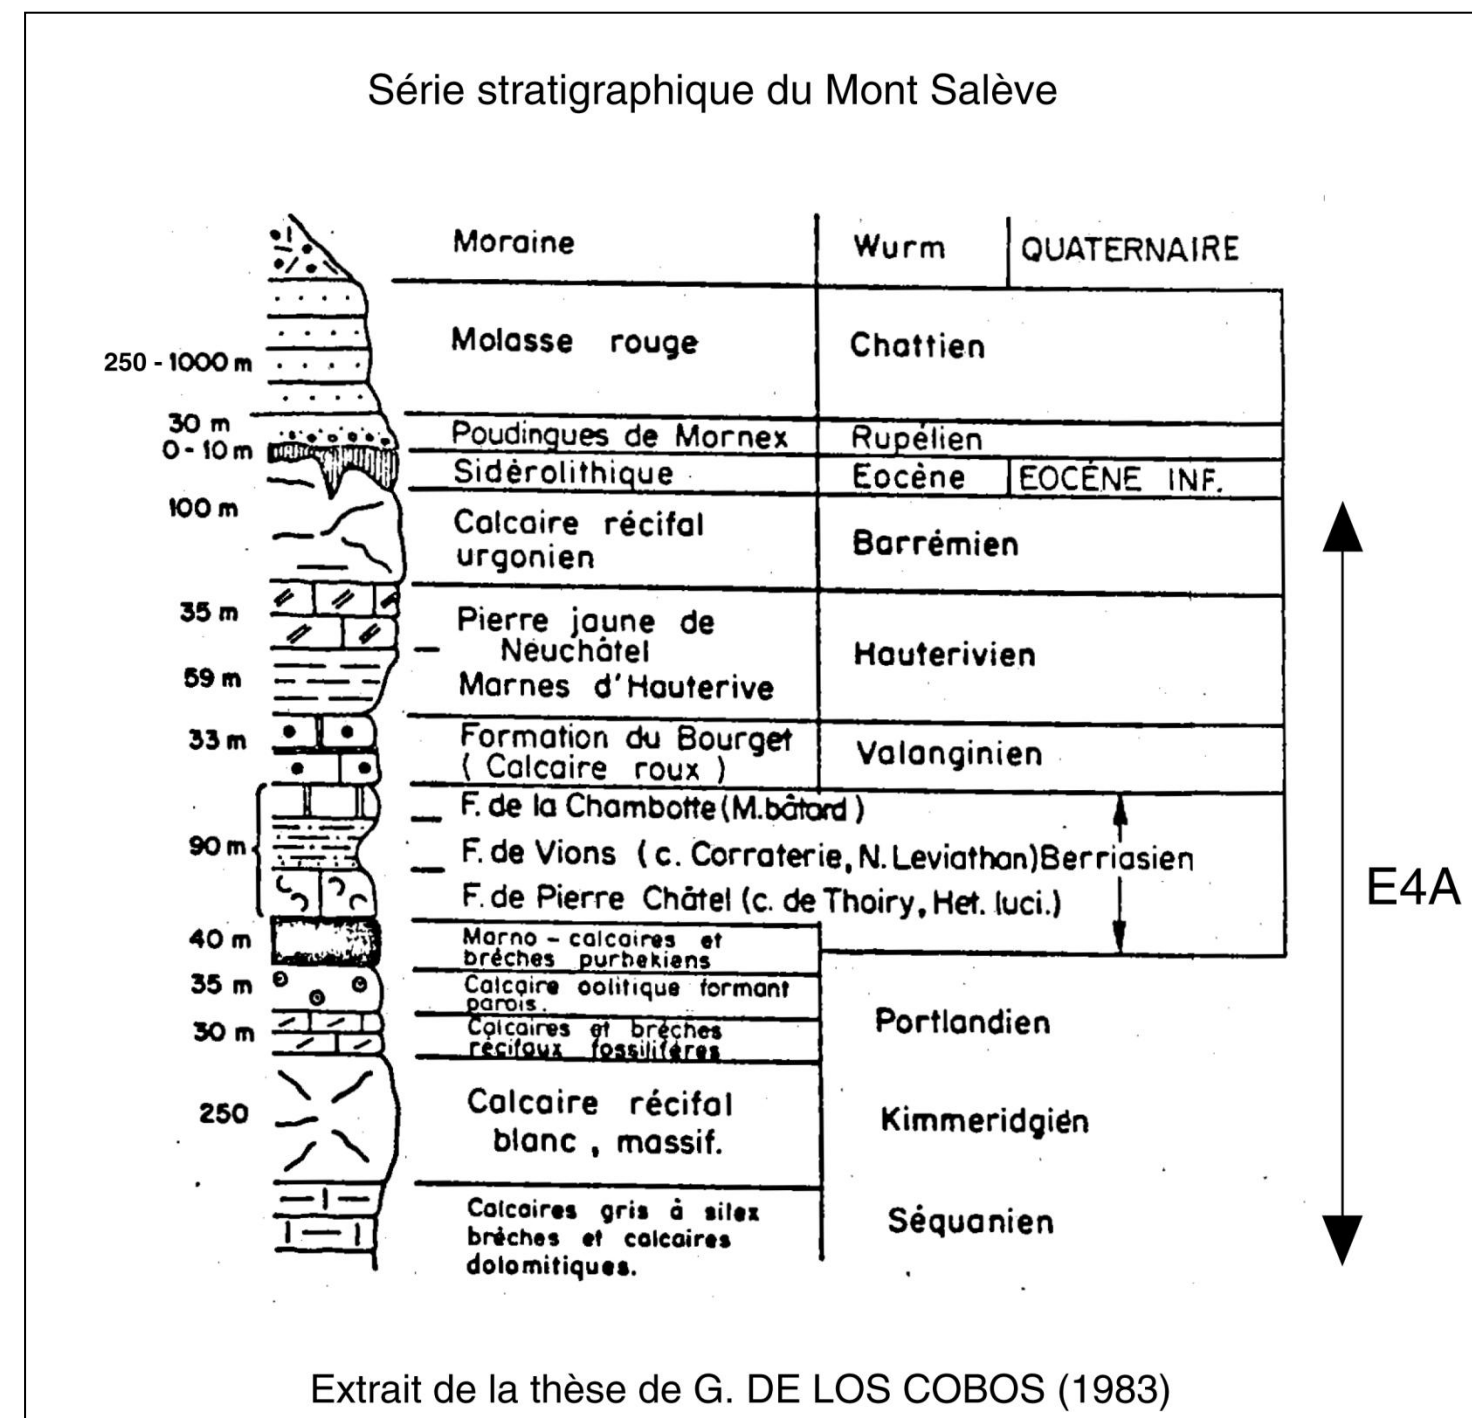 Série stratigraphique du Mont Salève
Moraine
Wurm
QUATERNAIRE
250 - 1000 m
Molasse rouge
Chattien
30 m
Poudingues de Mornex
Rupélien
0 - 10 m
Sidèrolithique
Eocène
EOCÈNE INF.
100 m
Calcaire récifal
urgonien
Barrémien
35 m
Pierre jaune de
Neuchâtel
Hauterivien
59 m
Marnes d'Hauterive
33 m
Formation du Bourget
( Calcaire roux )
Valanginien
F. de la Chambotte (M. bâtard )
90 m
F. de Vions ( c. Corraterie, N. Leviathan) Berriasien
E4A
F. de Pierre Châtel (c. de Thoiry, Het. luci.)
40 m
Marno - calcaires et
brèches purbekiens
35 m
Calcaire oolitique formant
parois.
30 m
Calcaires et brèches
récifaux fossilifères
Portlandien
250
Calcaire récifal
blanc , massif.
Kimmeridgién
Calcaires gris à silex
brèches et calcaires
dolomitiques.
Séquanien
Extrait de la thèse de G. DE LOS COBOS (1983)